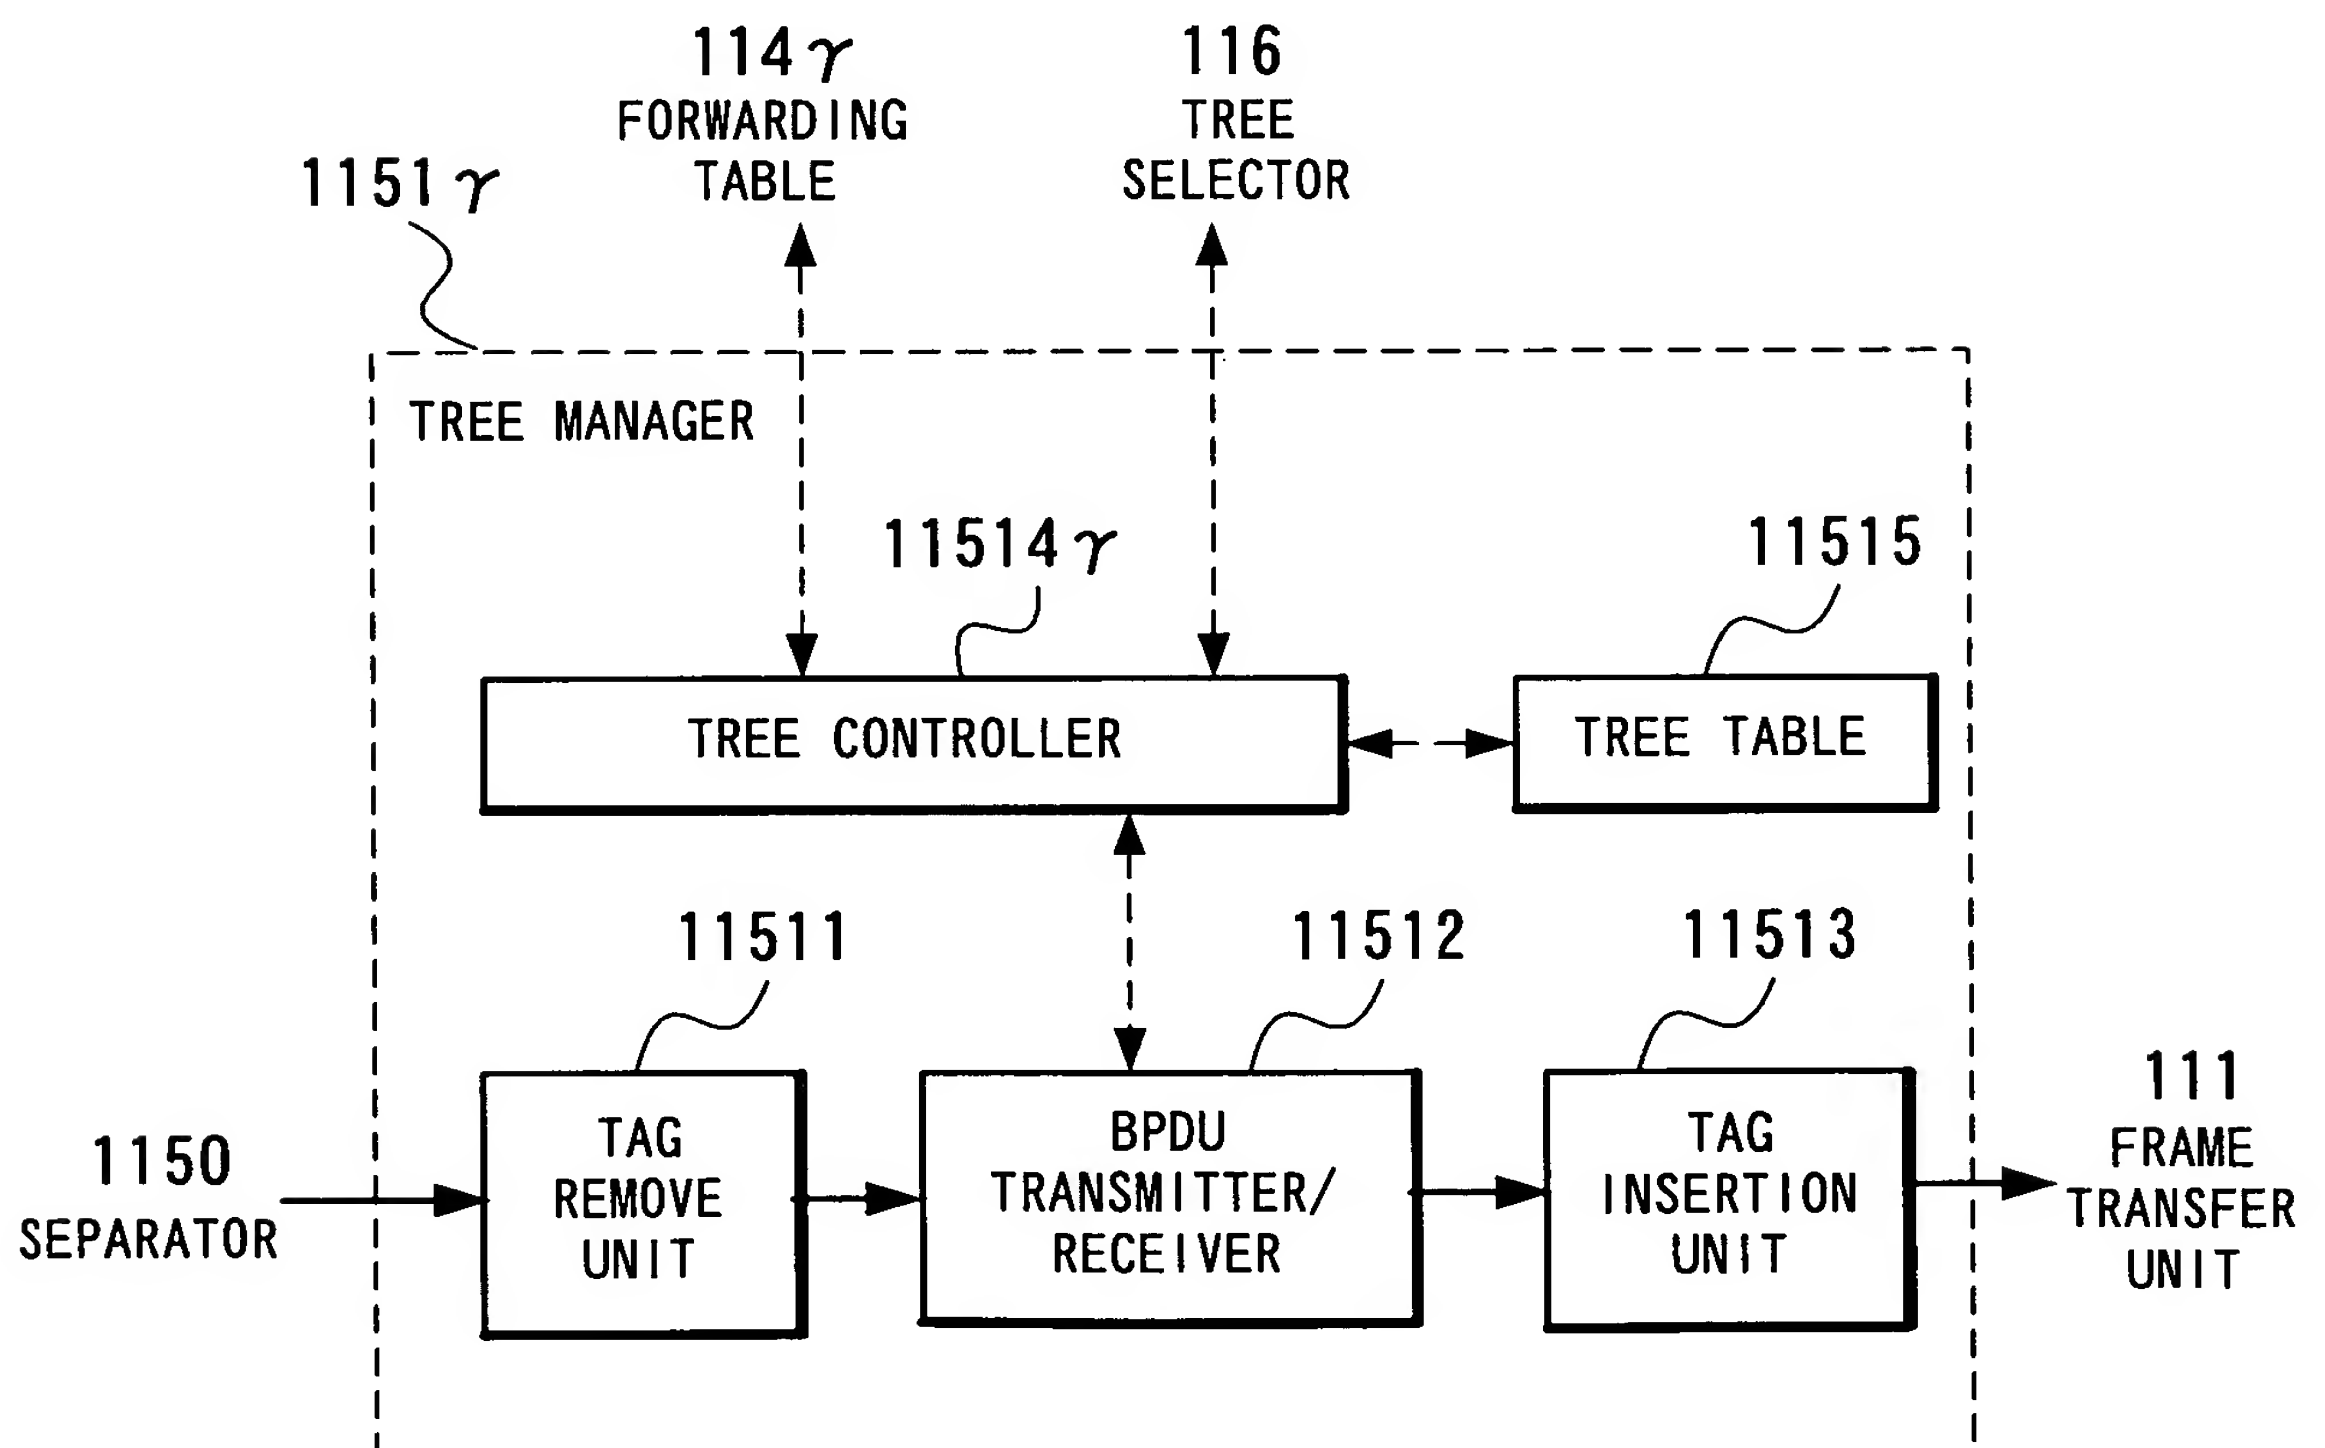 114γ
FORWARDING
TABLE
116
TREE
SELECTOR
1151γ
TREE MANAGER
11514γ
11515
TREE CONTROLLER
TREE TABLE
11511
11512
11513
1150
SEPARATOR
TAG
REMOVE
UNIT
BPDU
TRANSMITTER/
RECEIVER
TAG
INSERTION
UNIT
111
FRAME
TRANSFER
UNIT